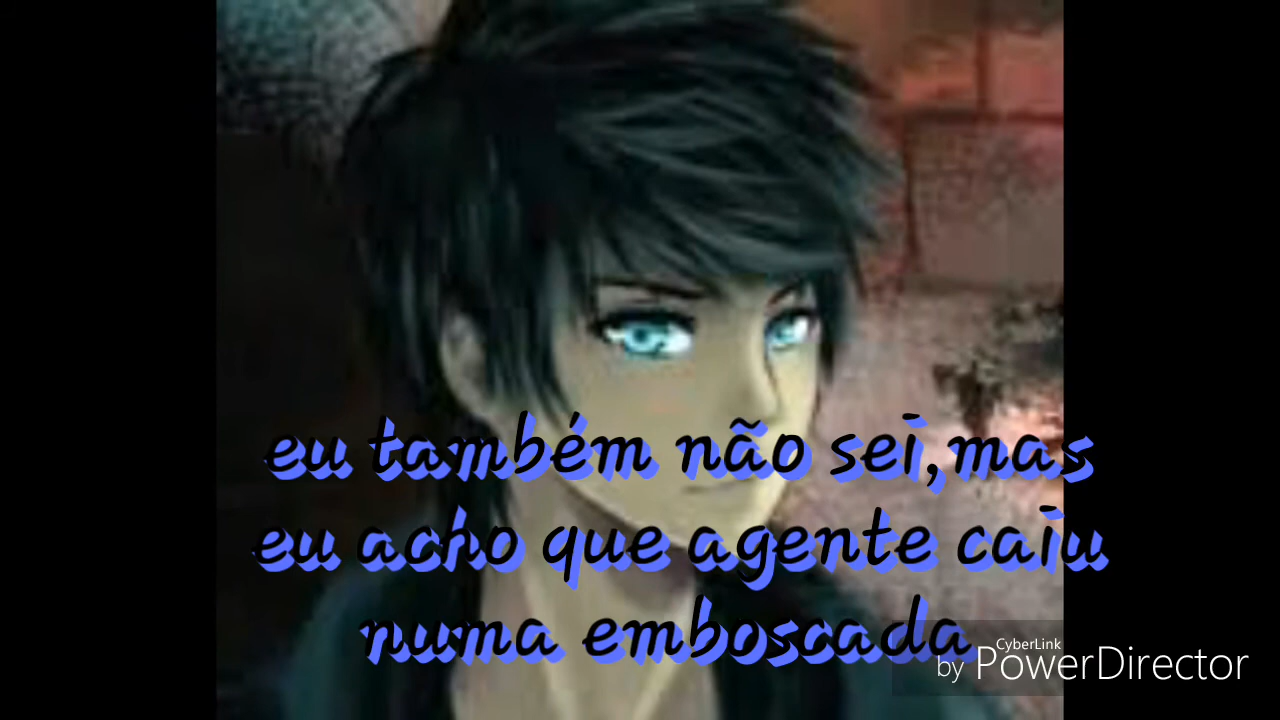 eu também não sei,mas
eu acho que agente caiu
numa emboscada
CyberLink
by PowerDirector